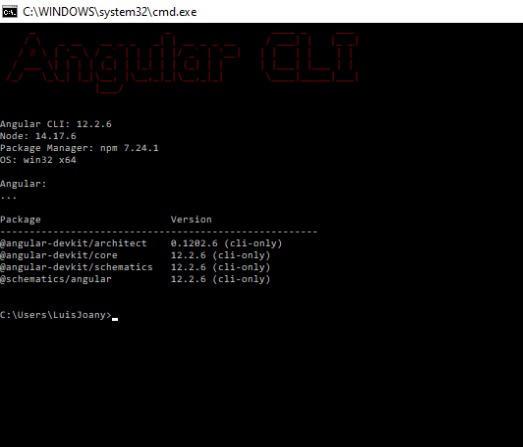 C:\WINDOWS\system32\cmd.exe
Angular CLI
Angular CLI: 12.2.6
Node: 14.17.6
Package Manager: npm 7.24.1
OS: win32 x64
Angular:
...
Package Version
------------------------------------------------------
@angular-devkit/architect 0.1202.6 (cli-only)
@angular-devkit/core 12.2.6 (cli-only)
@angular-devkit/schematics 12.2.6 (cli-only)
@schematics/angular 12.2.6 (cli-only)
C:\Users\LuisJoany>